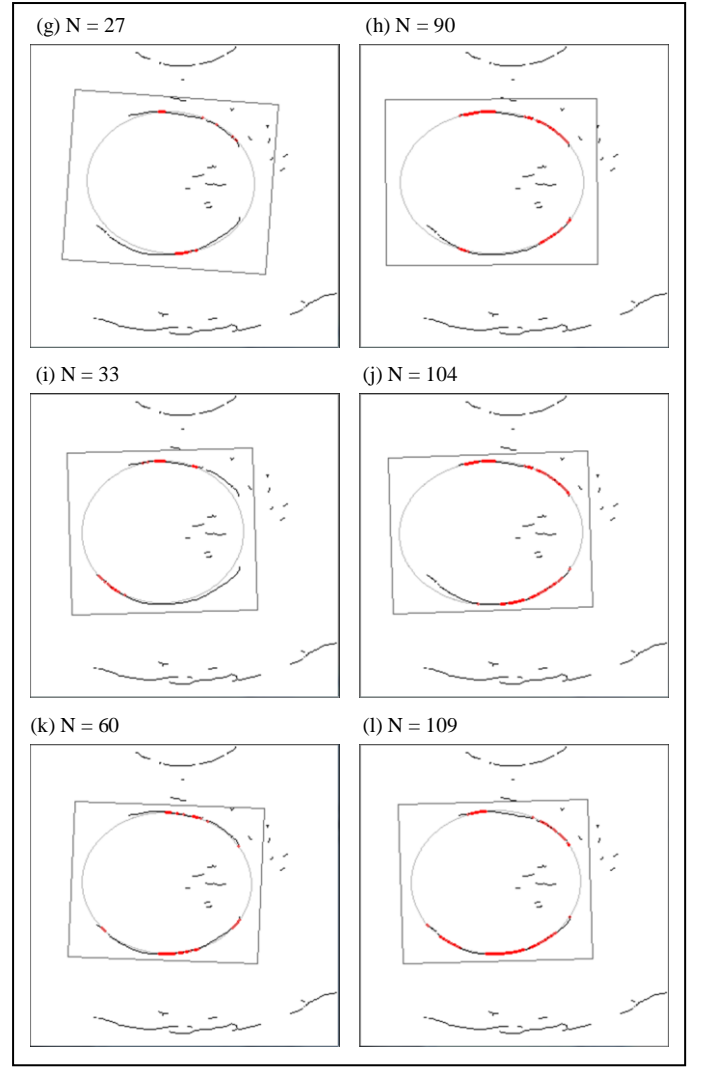 (g) N = 27
(h) N = 90
(i) N = 33
(j) N = 104
(k) N = 60
(l) N = 109